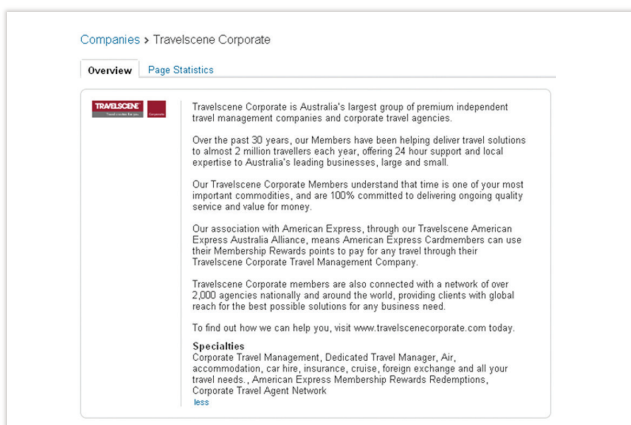 Companies > Travelscene Corporate
Overview Page Statistics
TRAVELSCENE
Travelscene Corporate is Australia's largest group of premium independent
travel management companies and corporate travel agencies.
Over the past 30 years, our Members have been helping deliver travel solutions
to almost 2 million travellers each year, offering 24 hour support and local
expertise to Australia's leading businesses, large and small.
Our Travelscene Corporate Members understand that time is one of your most
important commodities, and are 100% committed to delivering ongoing quality
service and value for money.
Our association with American Express, through our Travelscene American
Express Australia Alliance, means American Express Cardmembers can use
their Membership Rewards points to pay for any travel through their
Travelscene Corporate Travel Management Company.
Travelscene Corporate members are also connected with a network of over
2,000 agencies nationally and around the world, providing clients with global
reach for the best possible solutions for any business need.
To find out how we can help you, visit www.travelscenecorporate.com today.
Specialties
Corporate Travel Management, Dedicated Travel Manager, Air,
accommodation, car hire, insurance, cruise, foreign exchange and all your
travel needs., American Express Membership Rewards Redemptions,
Corporate Travel Agent Network
less